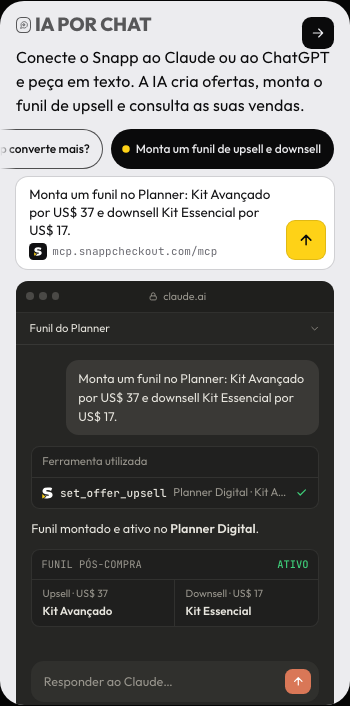 IA POR CHAT
Conecte o Snapp ao Claude ou ao ChatGPT
e peça em texto. A IA cria ofertas, monta o
funil de upsell e consulta as suas vendas.
converte mais?
Monta um funil de upsell e downsell
Monta um funil no Planner: Kit Avançado
por US$ 37 e downsell Kit Essencial por
US$ 17.
mcp.snappcheckout.com/mcp
claude.ai
Funil do Planner
Monta um funil no Planner: Kit Avançado
por US$ 37 e downsell Kit Essencial por
US$ 17.
Ferramenta utilizada
set_offer_upsell Planner Digital · Kit A...
Funil montado e ativo no Planner Digital.
FUNIL PÓS-COMPRA
ATIVO
Upsell · US$ 37
Kit Avançado
Downsell · US$ 17
Kit Essencial
Responder ao Claude...